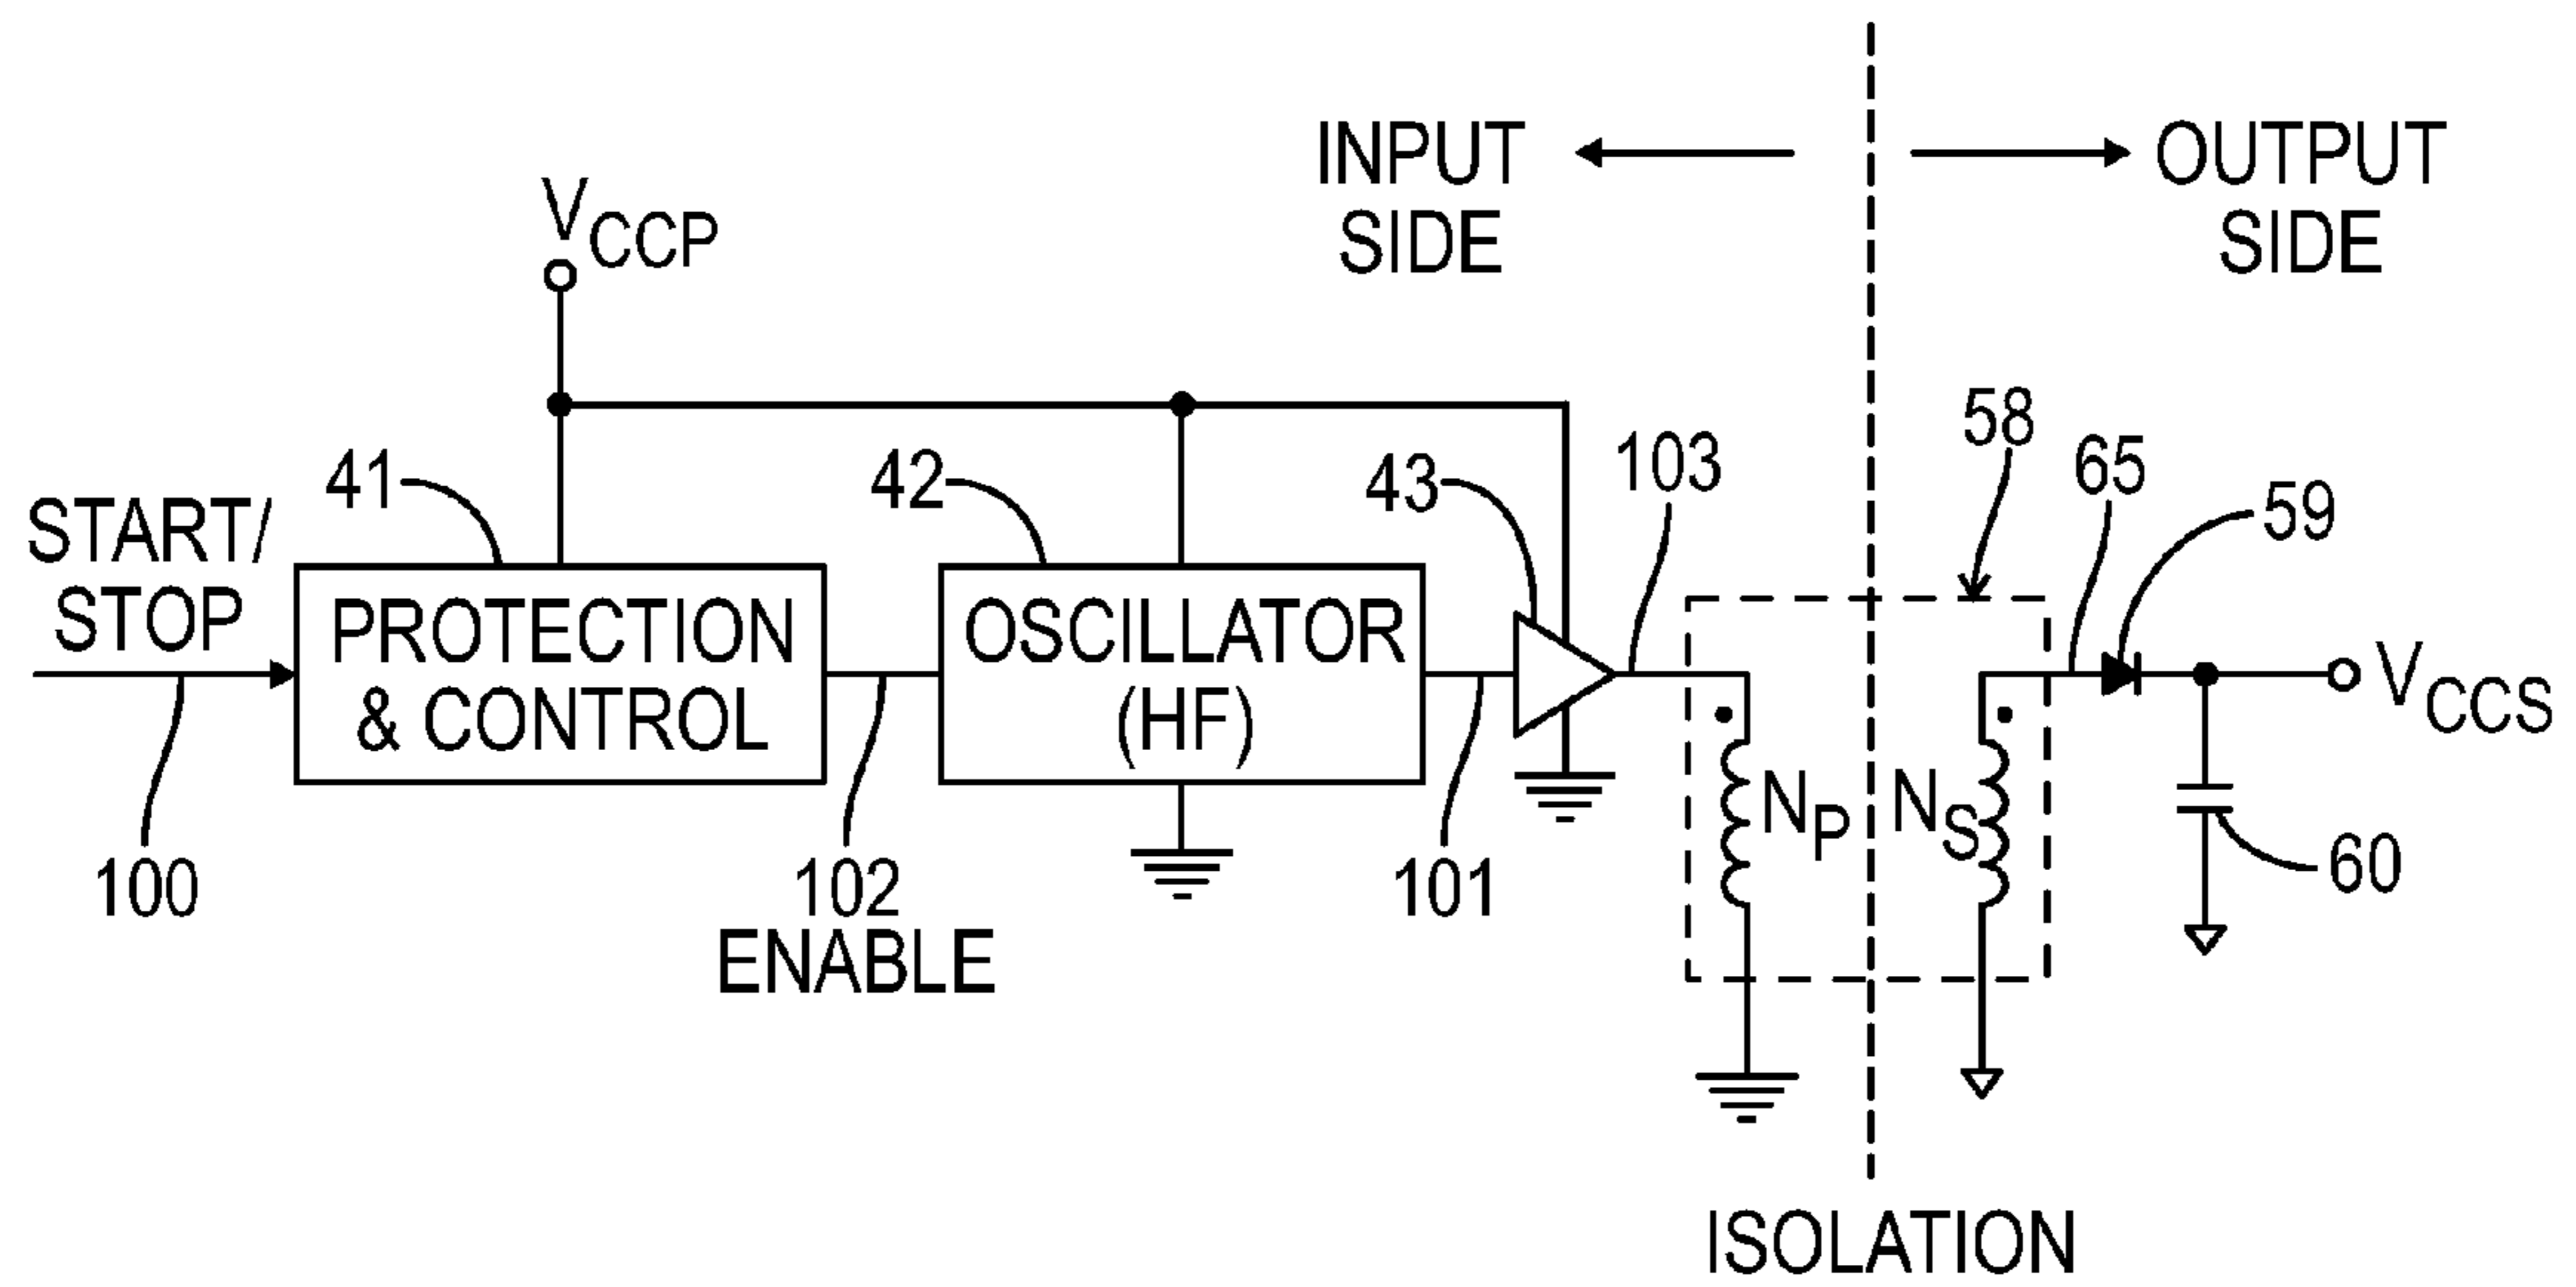 INPUT
SIDE
OUTPUT
SIDE
VCCP
START/
STOP
41
42
43
103
58
65
59
PROTECTION
& CONTROL
OSCILLATOR
(HF)
VCCS
NP
NS
100
102
ENABLE
101
60
ISOLATION